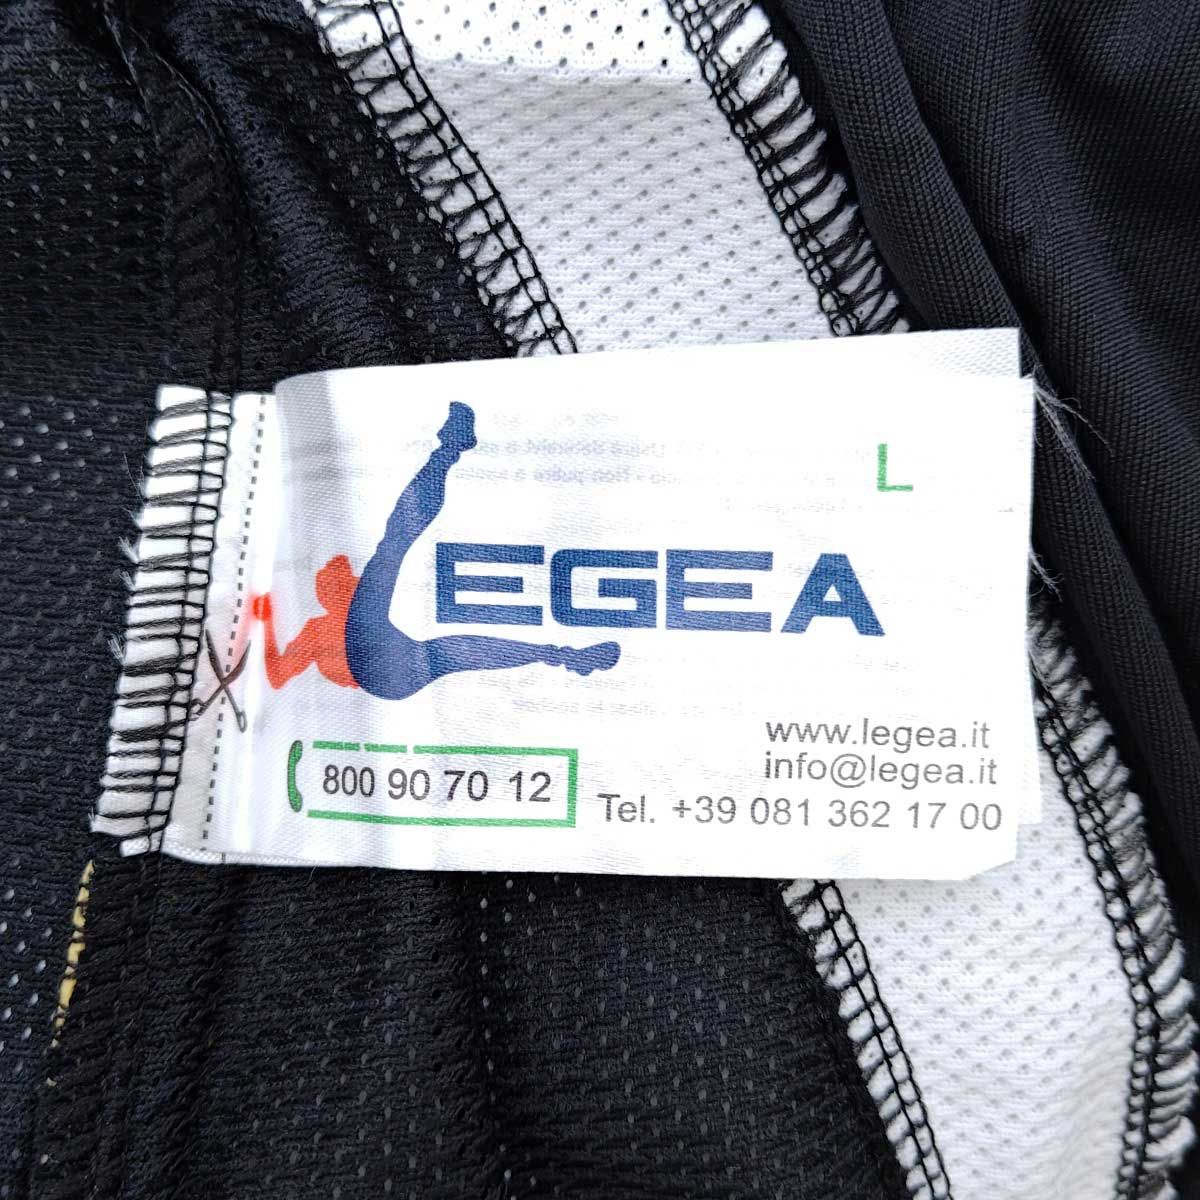 L
LEGEA
www.legea.it
info@legea.it
800 90 70 12
Tel. +39 081 362 17 00